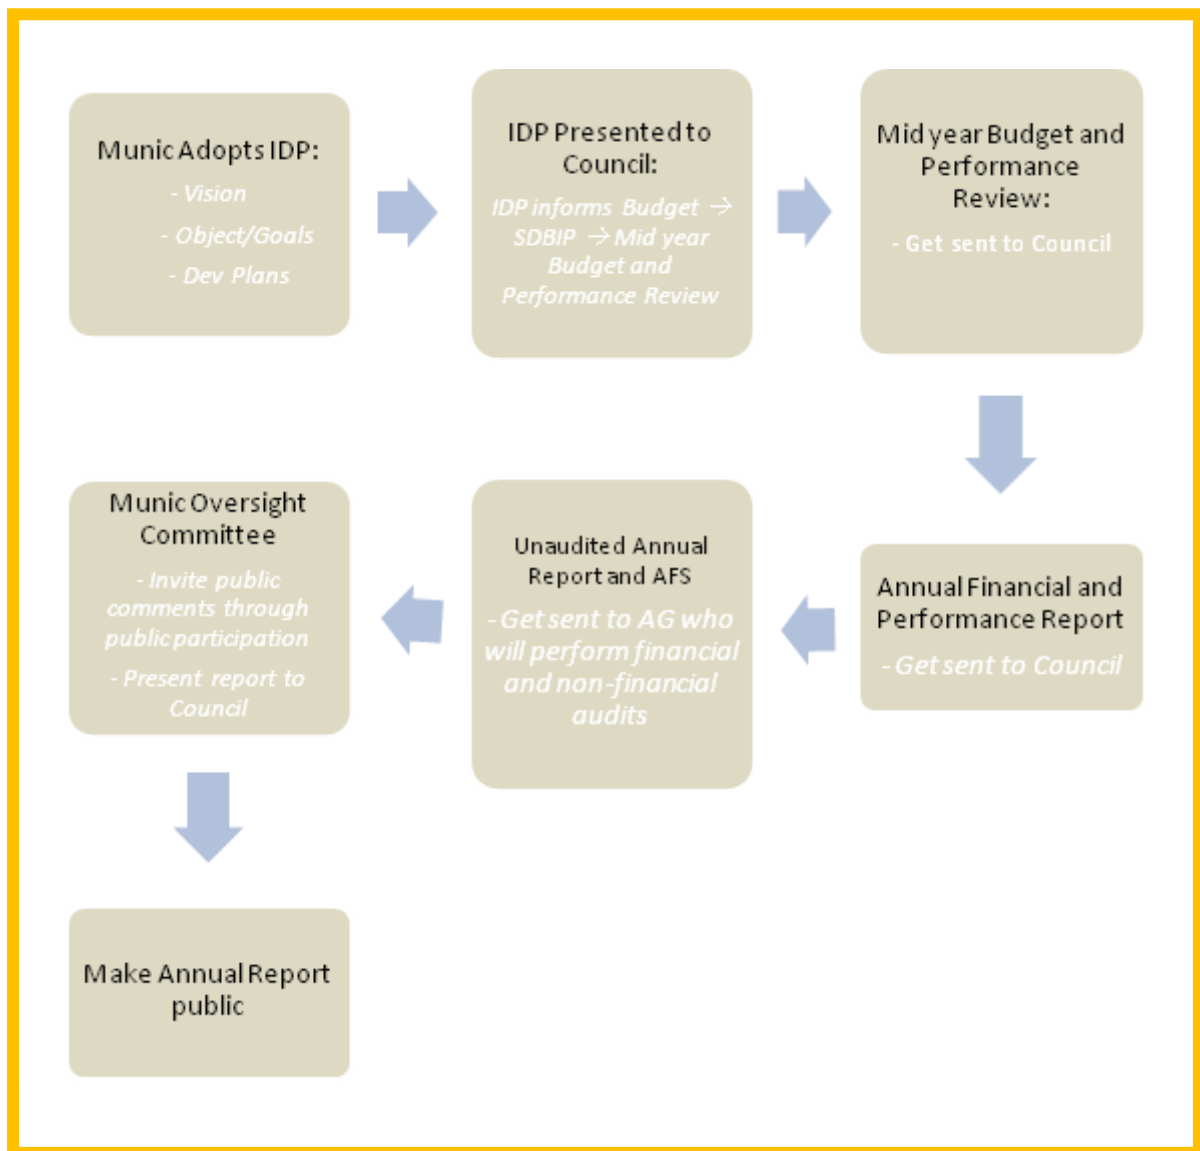 Munic Adopts IDP:
- Vision
- Object/Goals
- Dev Plans
IDP Presented to
Council:
IDP informs Budget →
SDBIP → Mid year
Budget and
Performance Review
Mid year Budget and
Performance
Review:
- Get sent to Council
Annual Financial and
Performance Report
- Get sent to Council
Unaudited Annual
Report and AFS
- Get sent to AG who
will perform financial
and non-financial
audits
Munic Oversight
Committee
- Invite public
comments through
public participation
- Present report to
Council
Make Annual Report
public